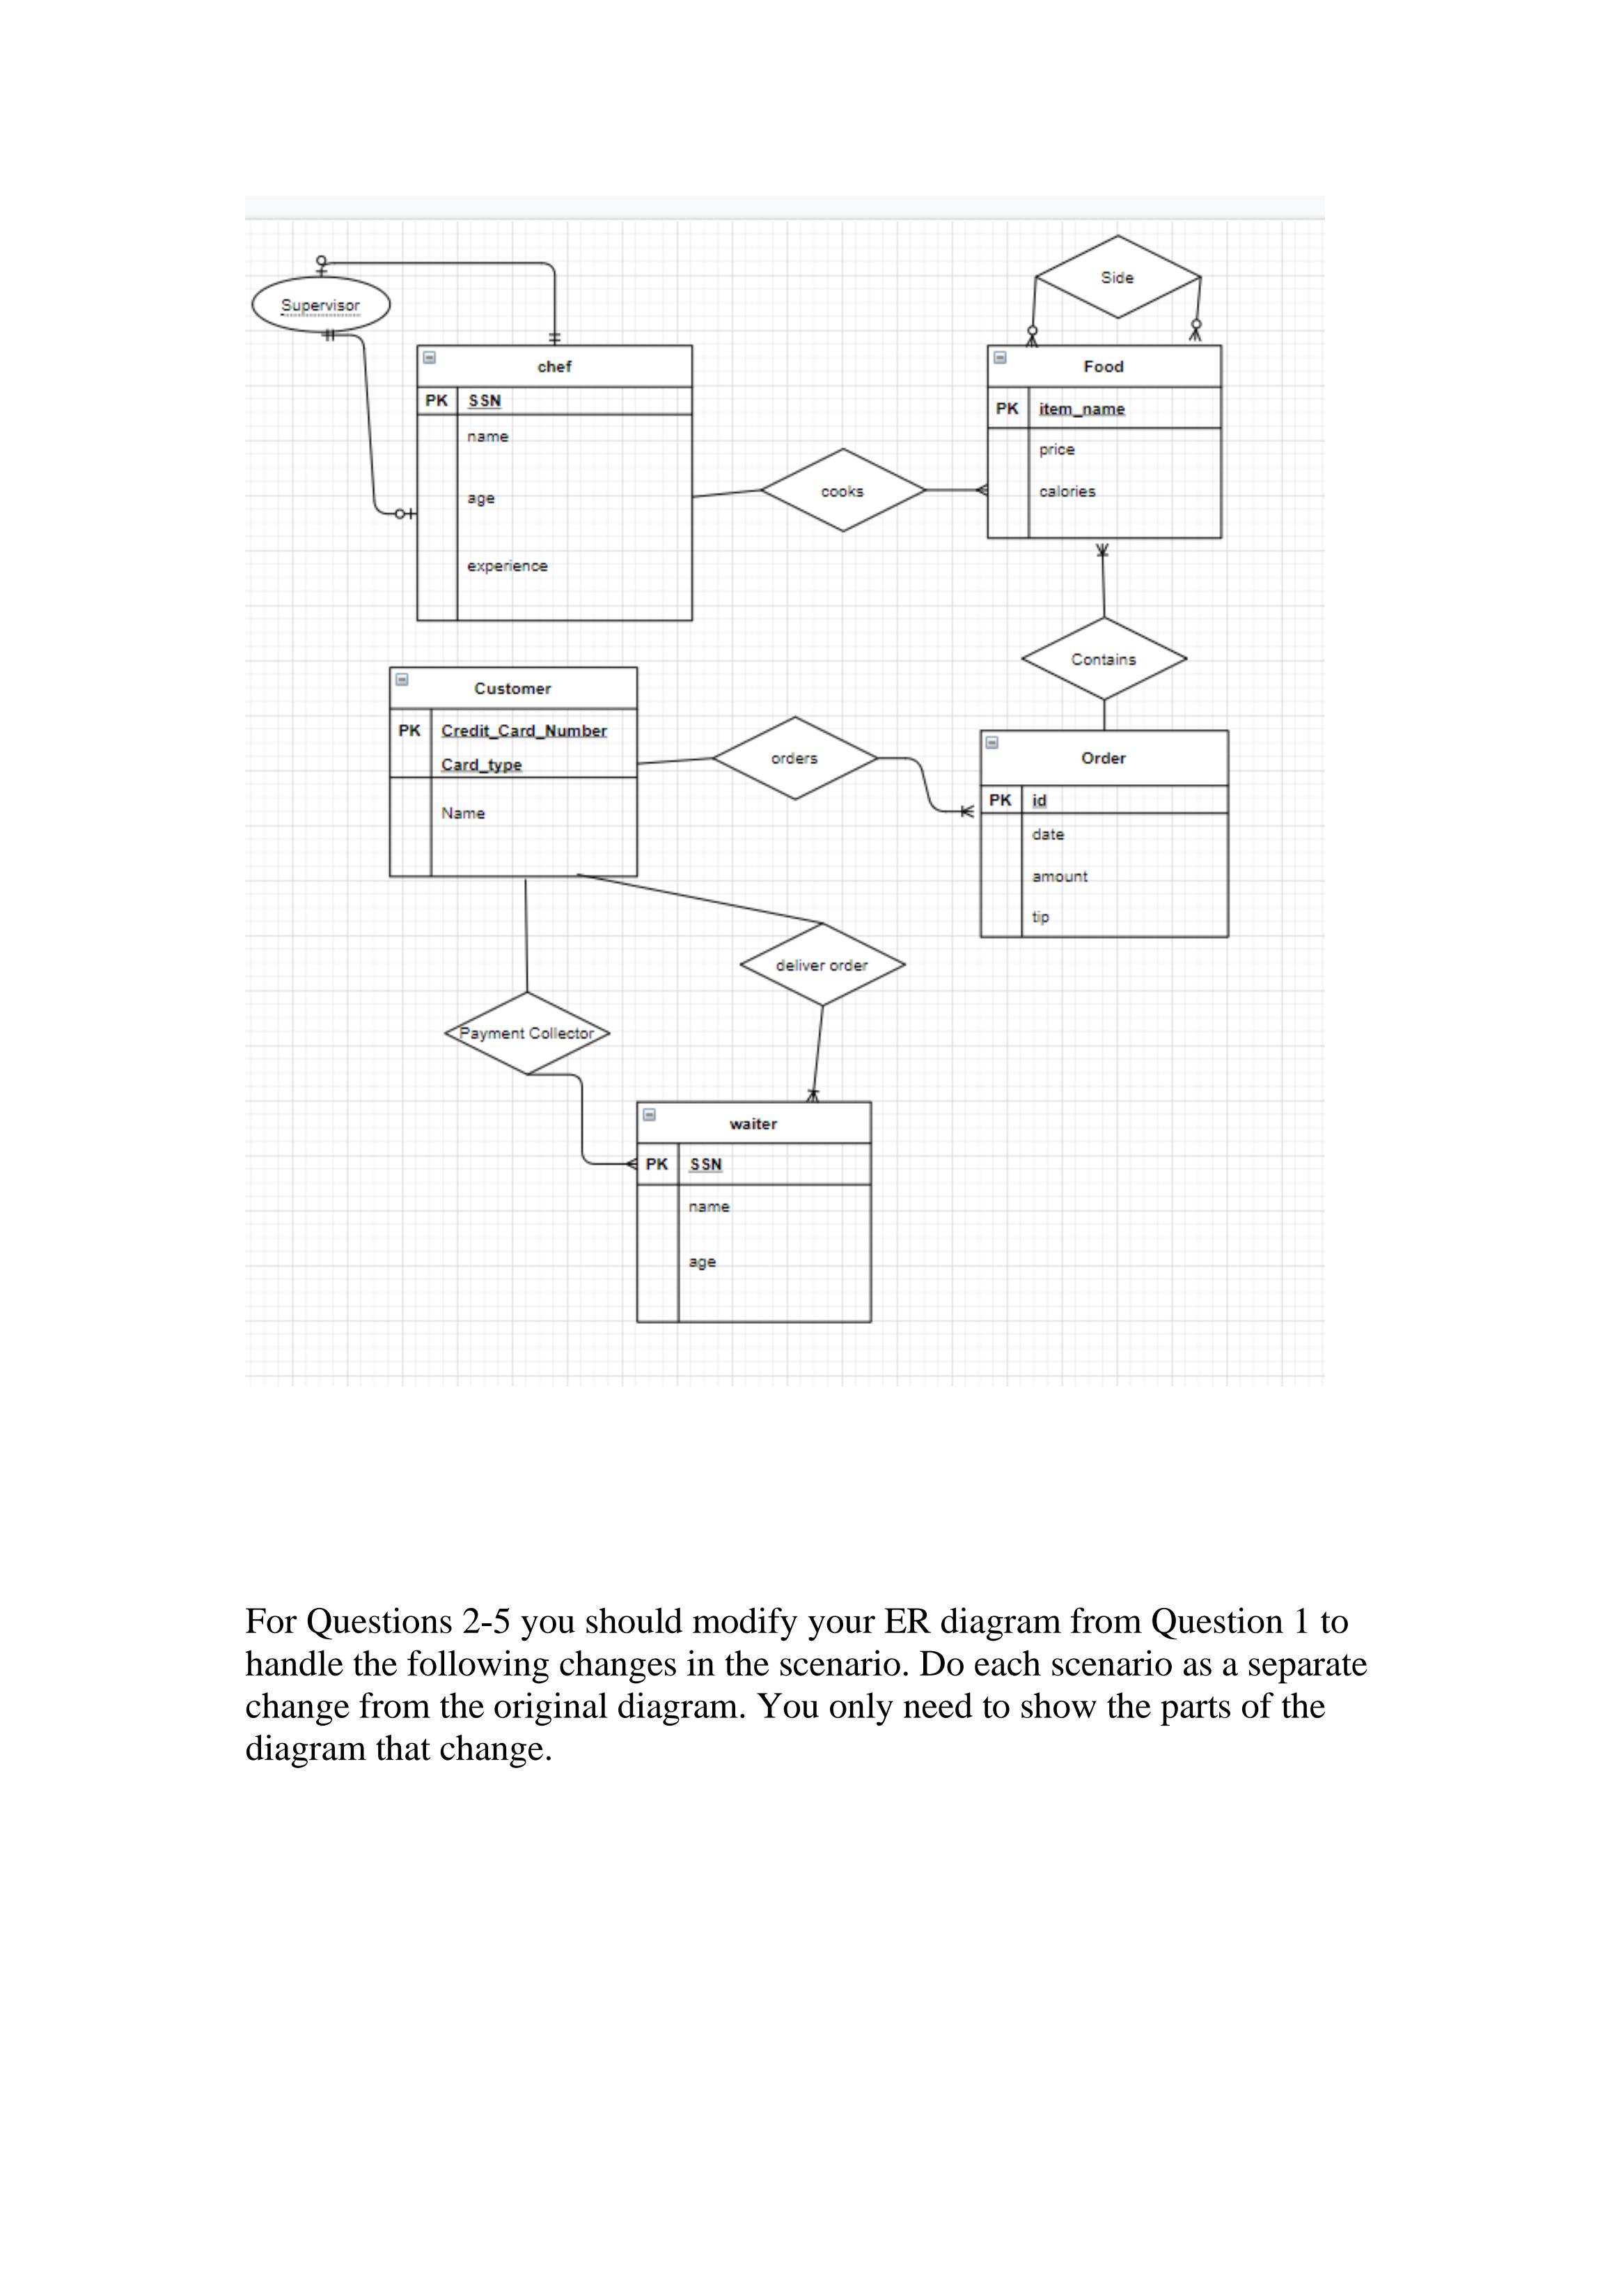 Supervisor
Side
chef
PK SSN
name
age
experience
Food
PK item_name
price
calories
cooks
Contains
Customer
PK Credit_Card_Number
Card_type
Name
orders
Order
PK id
date
amount
tip
deliver order
Payment Collector
waiter
PK SSN
name
age
For Questions 2-5 you should modify your ER diagram from Question 1 to
handle the following changes in the scenario. Do each scenario as a separate
change from the original diagram. You only need to show the parts of the
diagram that change.